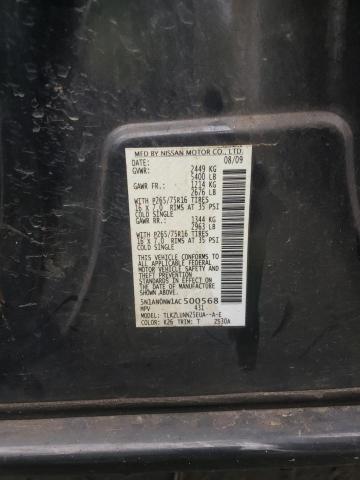 MFD BY NISSAN MOTOR CO., LTD.
DATE: 08/09
GVWR: 2449 KG
5400 LB
GAWR FR.: 1214 KG
2676 LB
WITH P265/75R16 TIRES
16 X 7.0 RIMS AT 35 PSI
COLD SINGLE
GAWR RR.: 1344 KG
2963 LB
WITH P265/75R16 TIRES
16 X 7.0 RIMS AT 35 PSI
COLD SINGLE
THIS VEHICLE CONFORMS TO ALL
APPLICABLE FEDERAL MOTOR
VEHICLE SAFETY STANDARDS
IN EFFECT ON THE DATE OF
MANUFACTURE SHOWN ABOVE.
5N1AN0NW1AC500568
MPV 431
MODEL: TLKZLUNNZ5EUA--A-E
COLOR: K26 TRIM: T 2530A